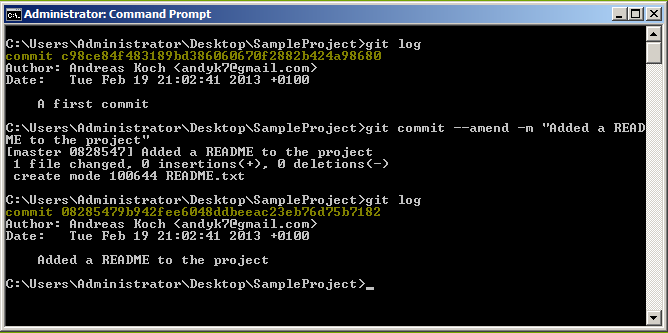 Administrator: Command Prompt
C:\Users\Administrator\Desktop\SampleProject>git log
commit c98ce84f483189bd386060670f2882b424a98680
Author: Andreas Koch <andyk7@gmail.com>
Date:   Tue Feb 19 21:02:41 2013 +0100
A first commit
C:\Users\Administrator\Desktop\SampleProject>git commit --amend -m "Added a READ
ME to the project"
[master 0828547] Added a README to the project
1 file changed, 0 insertions(+), 0 deletions(-)
create mode 100644 README.txt
C:\Users\Administrator\Desktop\SampleProject>git log
commit 08285479b942fee6048ddbeeac23eb76d75b7182
Author: Andreas Koch <andyk7@gmail.com>
Date:   Tue Feb 19 21:02:41 2013 +0100
Added a README to the project
C:\Users\Administrator\Desktop\SampleProject>_